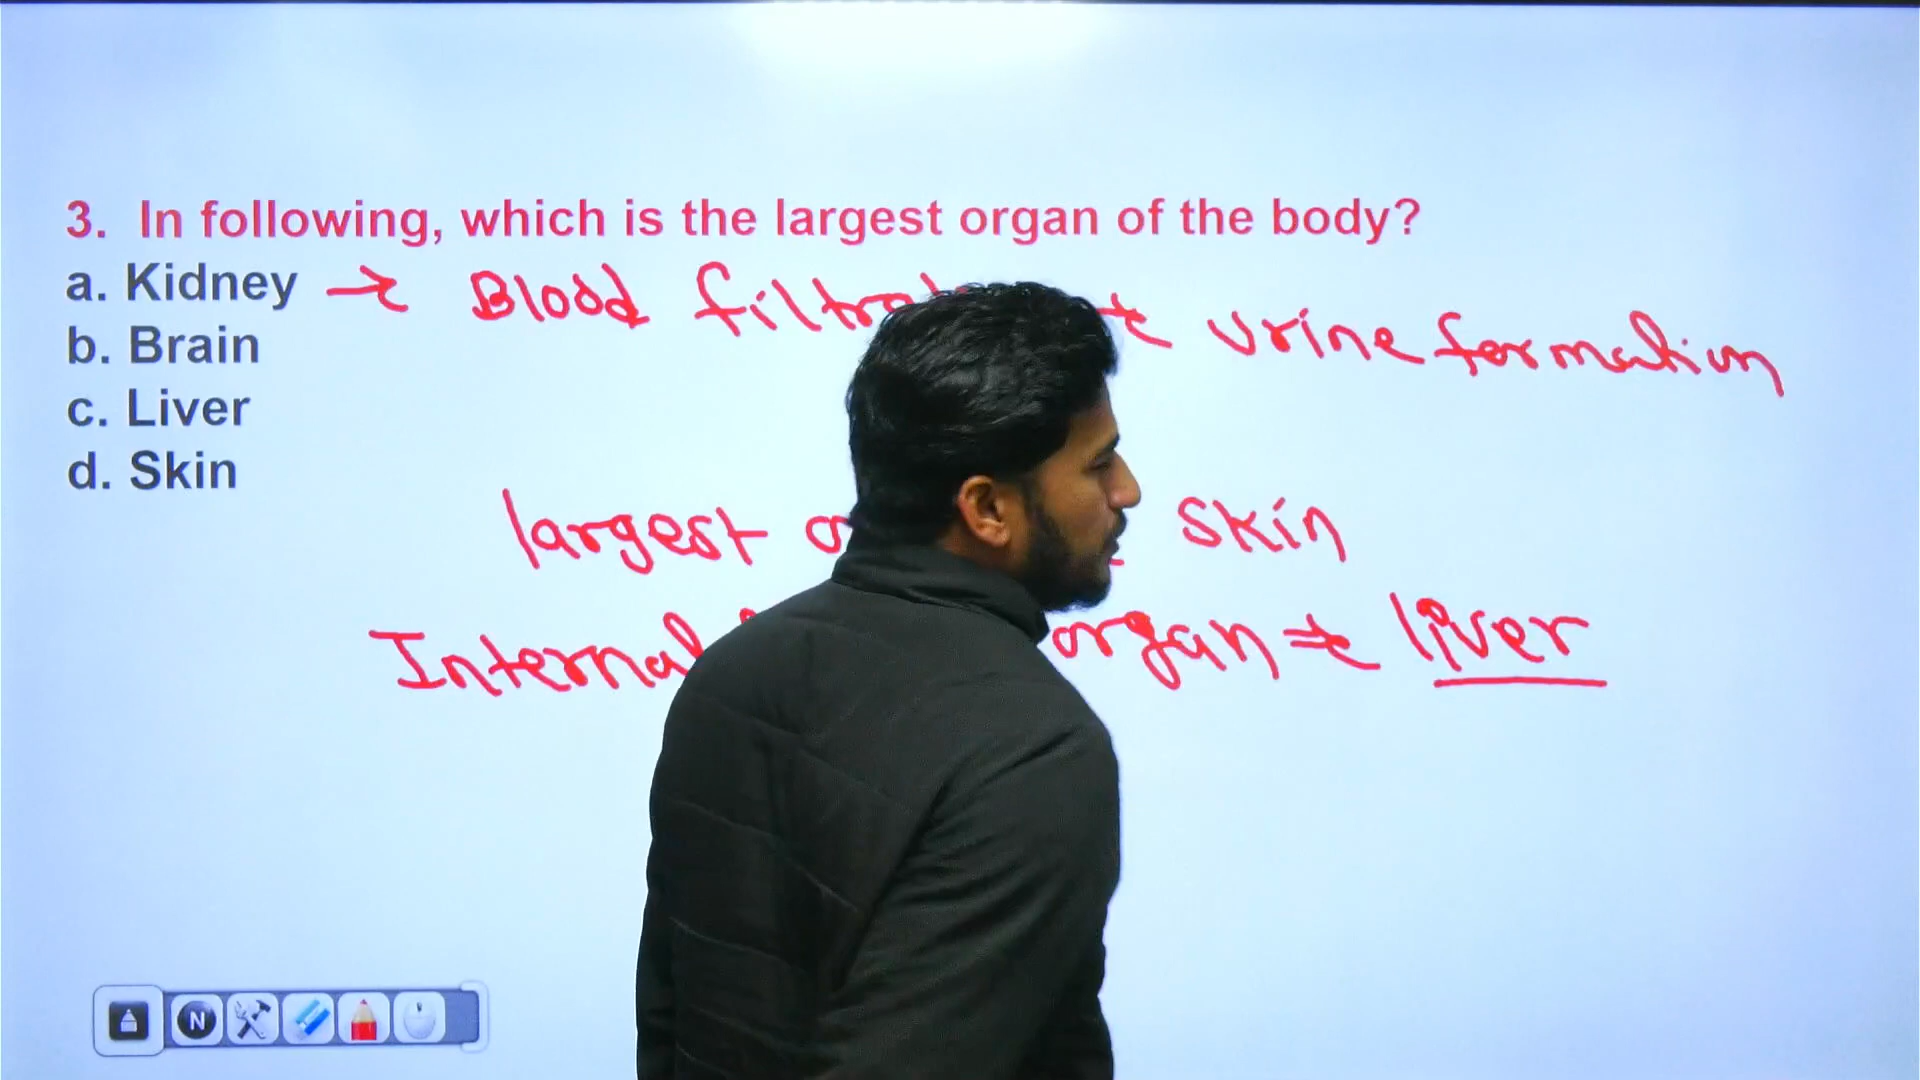 3. In following, which is the largest organ of the body?
a. Kidney → Blood → Urine formation
b. Brain
c. Liver
d. Skin
largest Skin
Internal organ ⇒ liver
N